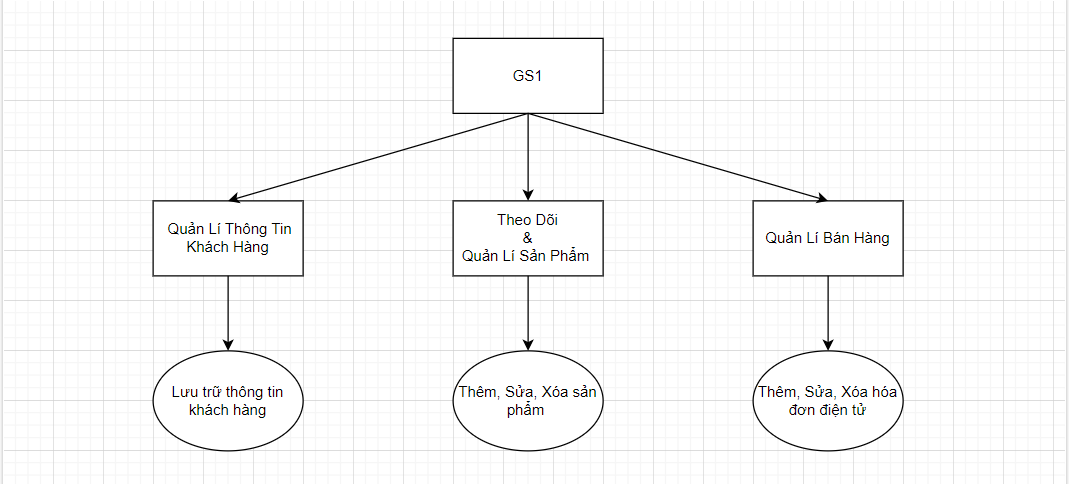 GS1
Quản Lí Thông Tin
Khách Hàng
Theo Dõi
&
Quản Lí Sản Phẩm
Quản Lí Bán Hàng
Lưu trữ thông tin
khách hàng
Thêm, Sửa, Xóa sản
phẩm
Thêm, Sửa, Xóa hóa
đơn điện tử